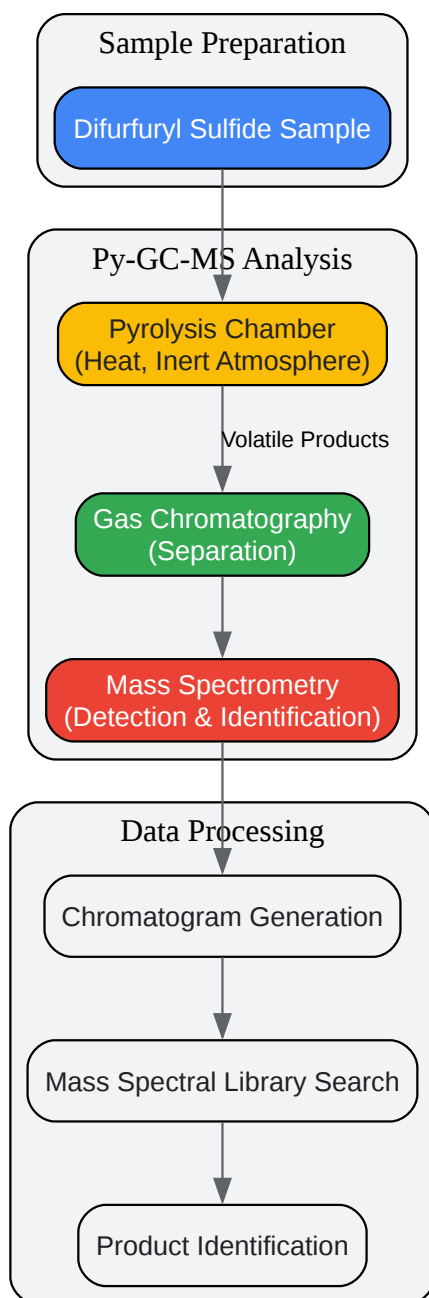 Sample Preparation
Difurfuryl Sulfide Sample
Py-GC-MS Analysis
Pyrolysis Chamber
(Heat, Inert Atmosphere)
Volatile Products
Gas Chromatography
(Separation)
Mass Spectrometry
(Detection & Identification)
Data Processing
Chromatogram Generation
Mass Spectral Library Search
Product Identification